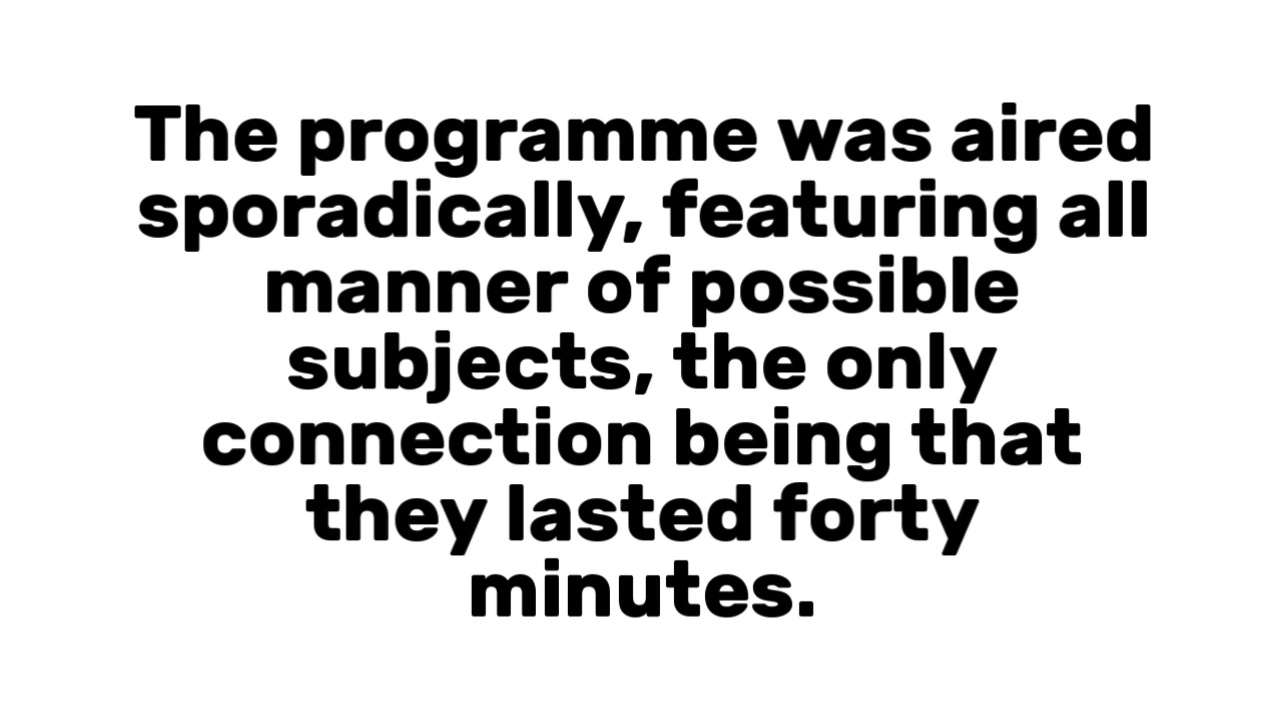 The programme was aired
sporadically, featuring all
manner of possible
subjects, the only
connection being that
they lasted forty
minutes.